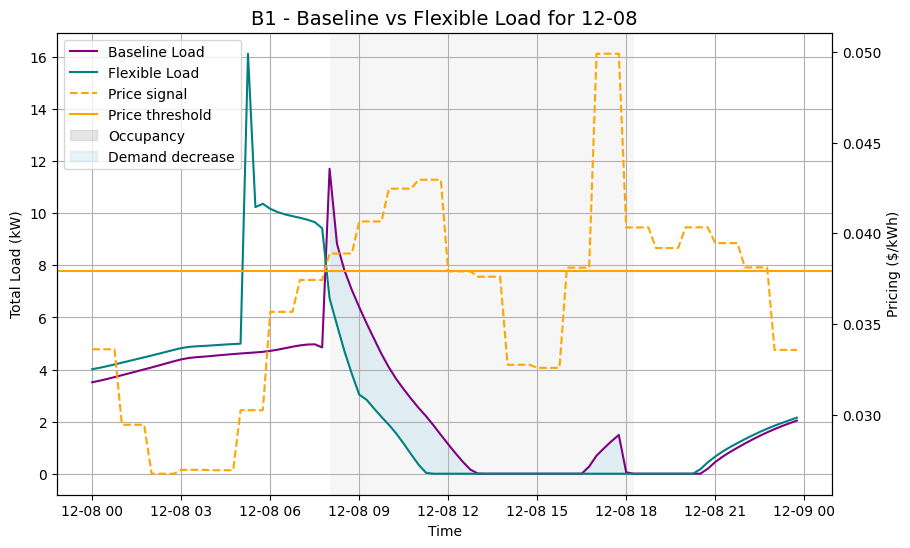 B1 - Baseline vs Flexible Load for 12-08
Baseline Load
Flexible Load
Price signal
Price threshold
Occupancy
Demand decrease
Total Load (kW)
16
14
12
10
8
6
4
2
0
0.050
0.045
0.040
0.035
0.030
Pricing ($/kWh)
12-08 00 12-08 03 12-08 06 12-08 09 12-08 12 12-08 15 12-08 18 12-08 21 12-09 00
Time